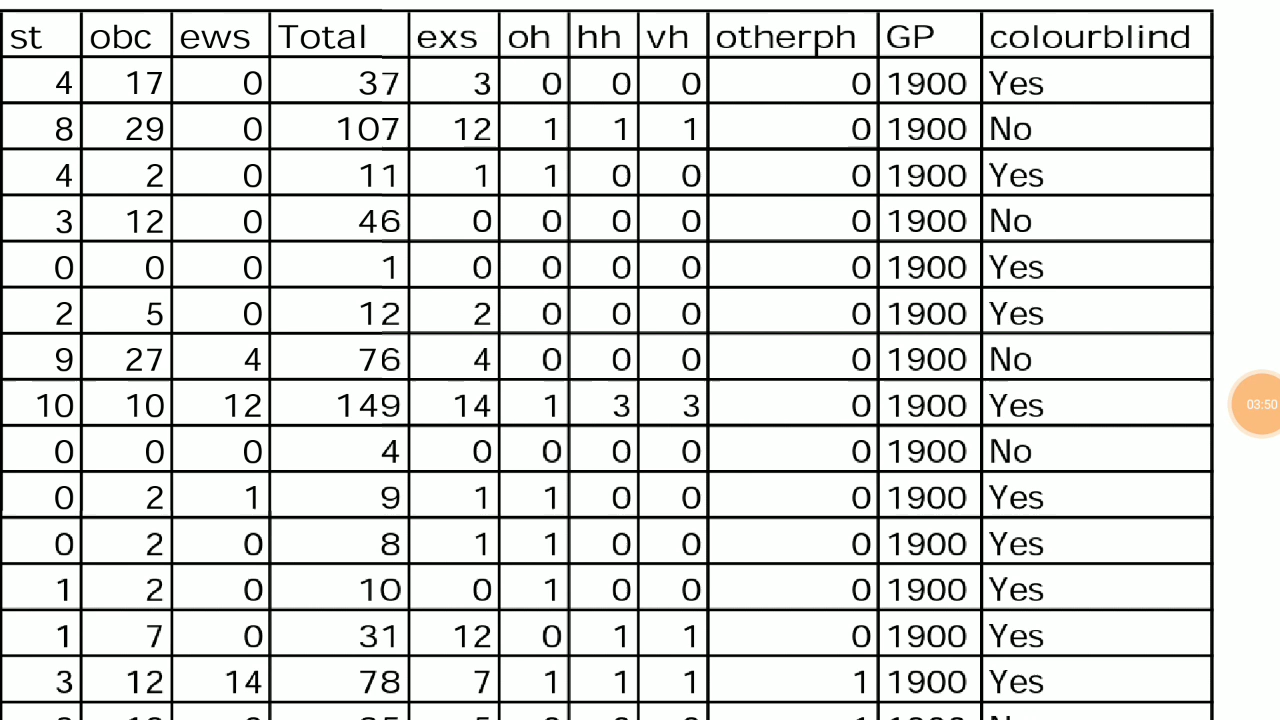 st obc ews Total exs oh hh vh otherph GP colourblind
4 17 0 37 3 0 0 0 0 1900 Yes
8 29 0 107 12 1 1 1 0 1900 No
4 2 0 11 1 1 0 0 0 1900 Yes
3 12 0 46 0 0 0 0 0 1900 No
0 0 0 1 0 0 0 0 0 1900 Yes
2 5 0 12 2 0 0 0 0 1900 Yes
9 27 4 76 4 0 0 0 0 1900 No
10 10 12 149 14 1 3 3 0 1900 Yes
0 0 0 4 0 0 0 0 0 1900 No
0 2 1 9 1 1 0 0 0 1900 Yes
0 2 0 8 1 1 0 0 0 1900 Yes
1 2 0 10 0 1 0 0 0 1900 Yes
1 7 0 31 12 0 1 1 0 1900 Yes
3 12 14 78 7 1 1 1 1 1900 Yes
03:50